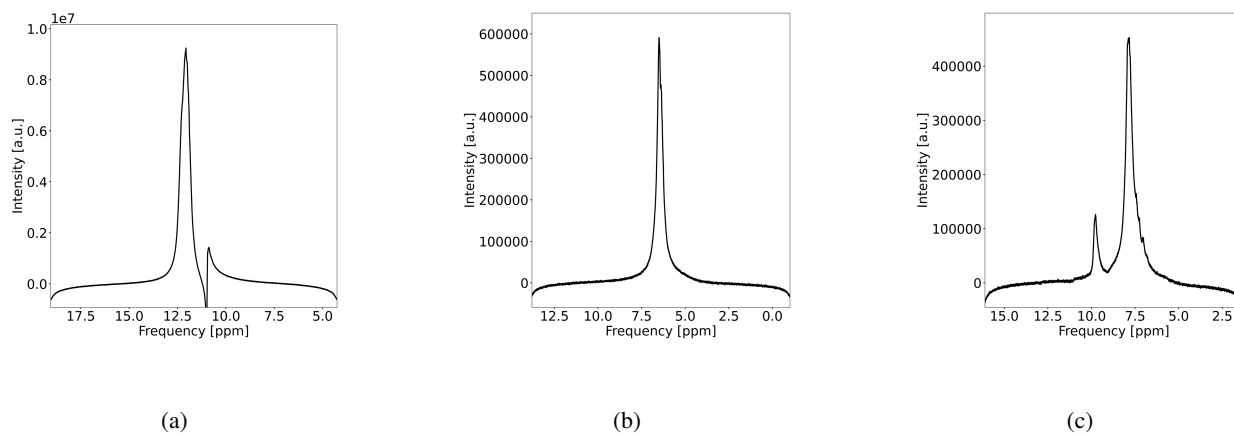 1e7
1.0
0.8
0.6
0.4
0.2
0.0
Intensity [a.u.]
17.5 15.0 12.5 10.0 7.5 5.0
Frequency [ppm]
(a)
600000
500000
400000
300000
200000
100000
0
Intensity [a.u.]
12.5 10.0 7.5 5.0 2.5 0.0
Frequency [ppm]
(b)
400000
300000
200000
100000
0
Intensity [a.u.]
15.0 12.5 10.0 7.5 5.0 2.5
Frequency [ppm]
(c)